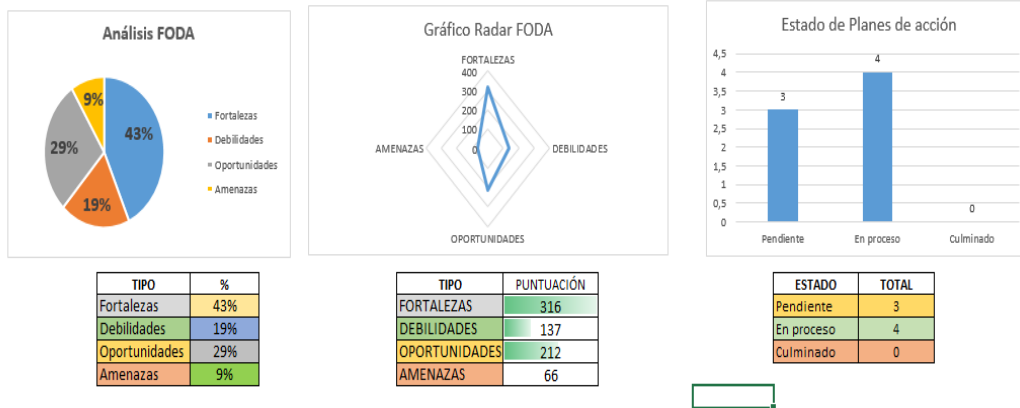 Análisis FODA
9%
43%
29%
19%
Fortalezas
Debilidades
Oportunidades
Amenazas
Gráfico Radar FODA
FORTALEZAS
400
300
200
100
0
AMENAZAS
DEBILIDADES
OPORTUNIDADES
Estado de Planes de acción
4,5
4
3,5
3
2,5
2
1,5
1
0,5
0
3
4
0
Pendiente En proceso Culminado
TIPO %
Fortalezas 43%
Debilidades 19%
Oportunidades 29%
Amenazas 9%
TIPO PUNTUACIÓN
FORTALEZAS 316
DEBILIDADES 137
OPORTUNIDADES 212
AMENAZAS 66
ESTADO TOTAL
Pendiente 3
En proceso 4
Culminado 0